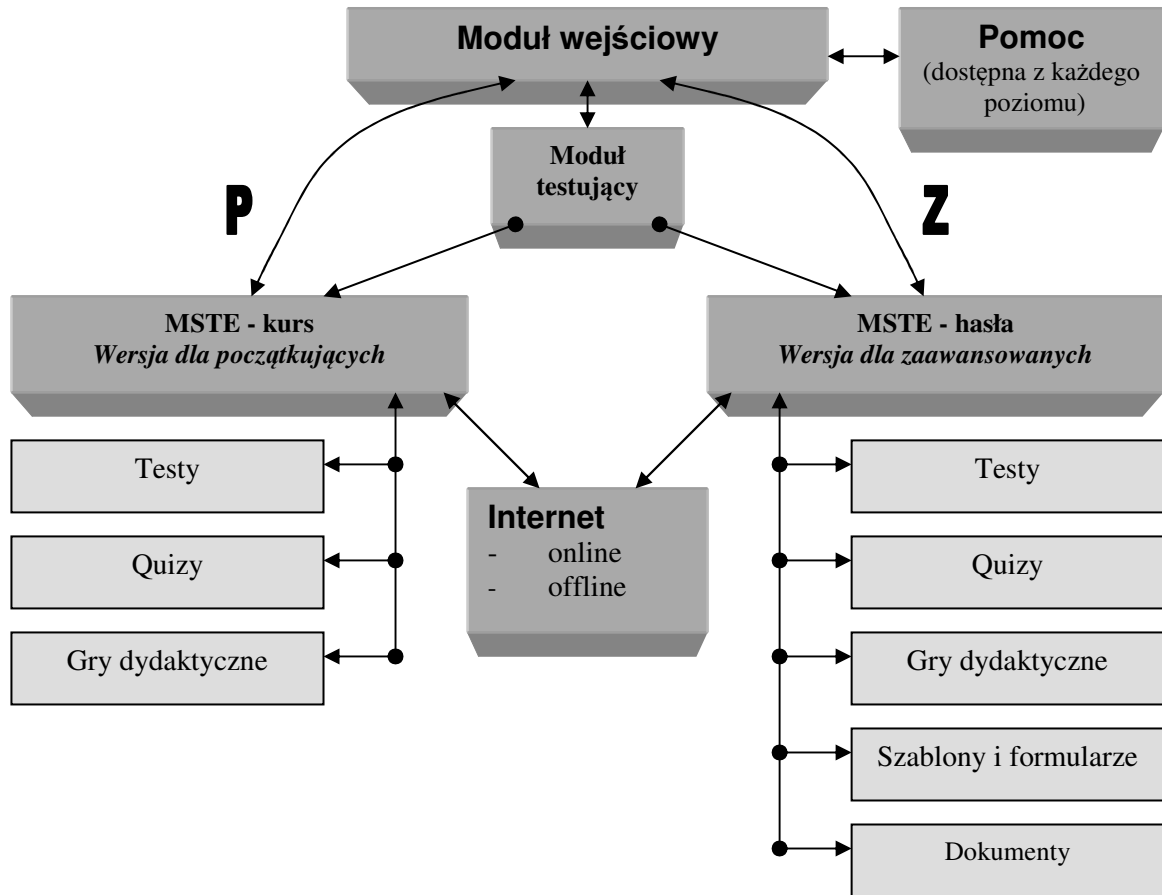 Moduł wejściowy
Pomoc
(dostępna z każdego
poziomu)
Moduł
testujący
P
Z
MSTE - kurs
Wersja dla początkujących
MSTE - hasła
Wersja dla zaawansowanych
Testy
Quizy
Gry dydaktyczne
Internet
- online
- offline
Testy
Quizy
Gry dydaktyczne
Szablony i formularze
Dokumenty